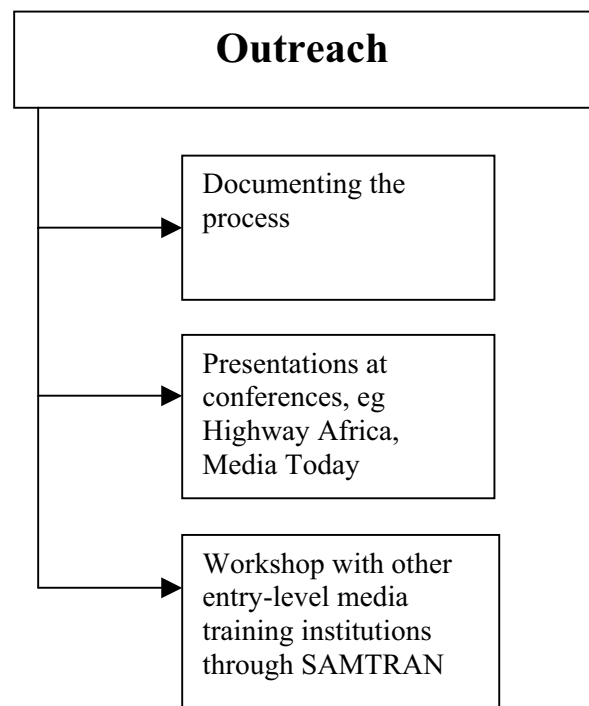 Outreach
Documenting the
process
Presentations at
conferences, eg
Highway Africa,
Media Today
Workshop with other
entry-level media
training institutions
through SAMTRAN